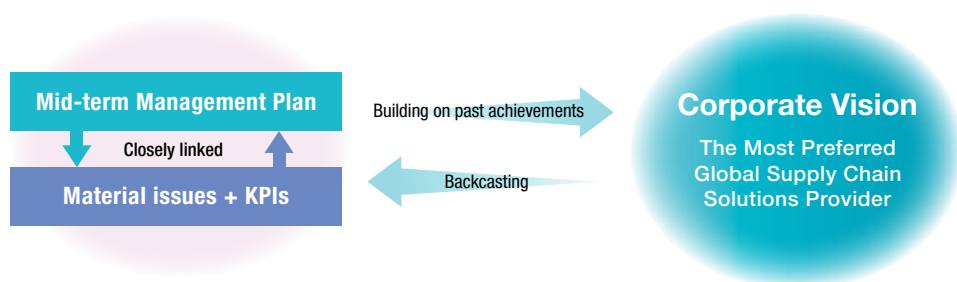 Mid-term Management Plan
Closely linked
Material issues + KPIs
Building on past achievements
Backcasting
Corporate Vision
The Most Preferred
Global Supply Chain
Solutions Provider